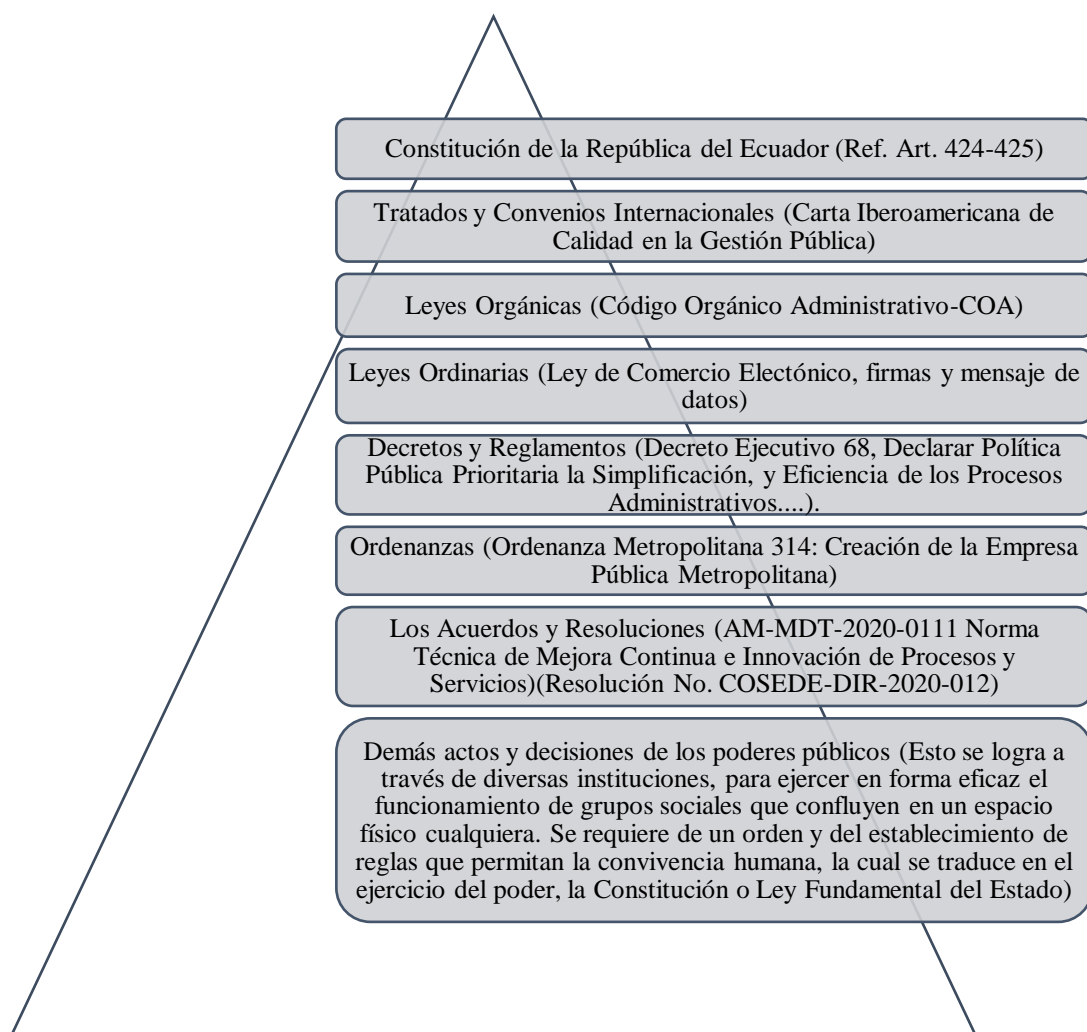 Constitución de la República del Ecuador (Ref. Art. 424-425)
Tratados y Convenios Internacionales (Carta Iberoamericana de
Calidad en la Gestión Pública)
Leyes Orgánicas (Código Orgánico Administrativo-COA)
Leyes Ordinarias (Ley de Comercio Electónico, firmas y mensaje de
datos)
Decretos y Reglamentos (Decreto Ejecutivo 68, Declarar Política
Pública Prioritaria la Simplificación, y Eficiencia de los Procesos
Administrativos....).
Ordenanzas (Ordenanza Metropolitana 314: Creación de la Empresa
Pública Metropolitana)
Los Acuerdos y Resoluciones (AM-MDT-2020-0111 Norma
Técnica de Mejora Continua e Innovación de Procesos y
Servicios)(Resolución No. COSEDE-DIR-2020-012)
Demás actos y decisiones de los poderes públicos (Esto se logra a
través de diversas instituciones, para ejercer en forma eficaz el
funcionamiento de grupos sociales que confluyen en un espacio
físico cualquiera. Se requiere de un orden y del establecimiento de
reglas que permitan la convivencia humana, la cual se traduce en el
ejercicio del poder, la Constitución o Ley Fundamental del Estado)